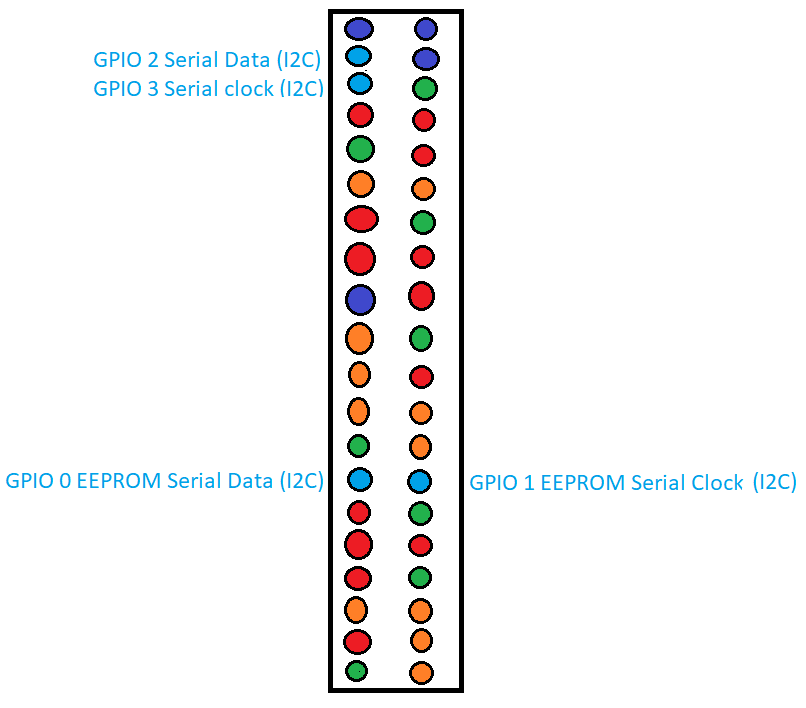 GPIO 2 Serial Data (I2C)
GPIO 3 Serial clock (I2C)
GPIO 0 EEPROM Serial Data (I2C)
GPIO 1 EEPROM Serial Clock (I2C)